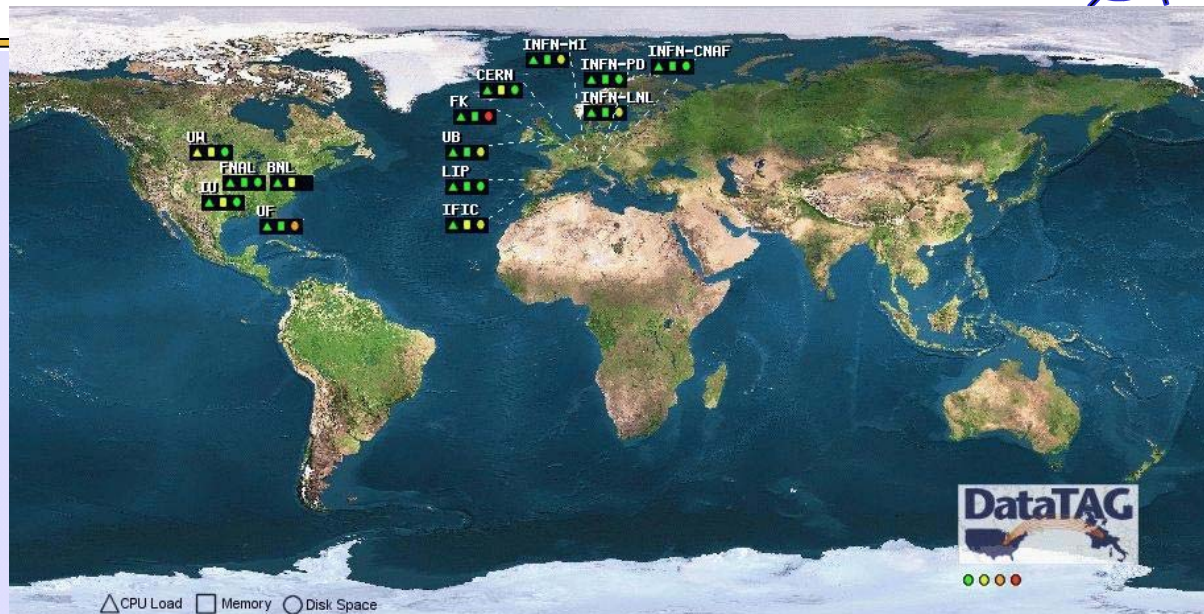 INFN-MI
INFN-CNAF
INFN-PD
CERN
INFN-LNL
FK
UW
UB
FNAL BNL
LIP
IU
IFIC
UF
DataTAG
CPU Load Memory Disk Space